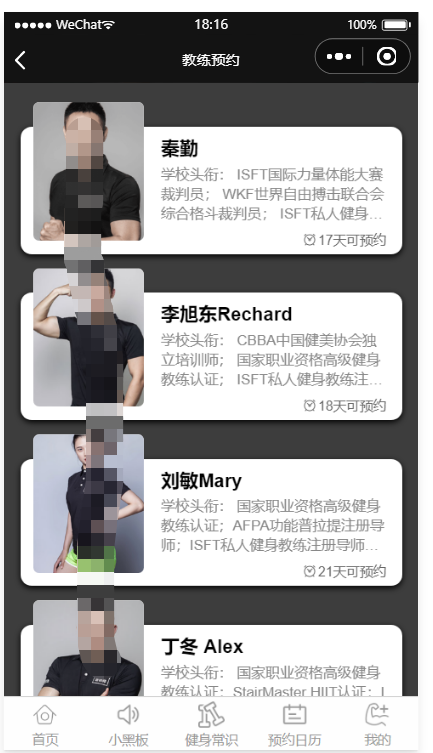 WeChat 18:16 100%
教练预约
秦勤
学校头衔： ISFT国际力量体能大赛
裁判员； WKF世界自由搏击联合会
综合格斗裁判员； ISFT私人健身...
17天可预约
李旭东Rechard
学校头衔： CBBA中国健美协会独
立培训师； 国家职业资格高级健身
教练认证； ISFT私人健身教练注...
18天可预约
刘敏Mary
学校头衔： 国家职业资格高级健身
教练认证；AFPA功能普拉提注册导
师；ISFT私人健身教练注册导师...
21天可预约
丁冬 Alex
学校头衔： 国家职业资格高级健身
教练认证；StairMaster HIIT认证；I
首页 小黑板 健身常识 预约日历 我的